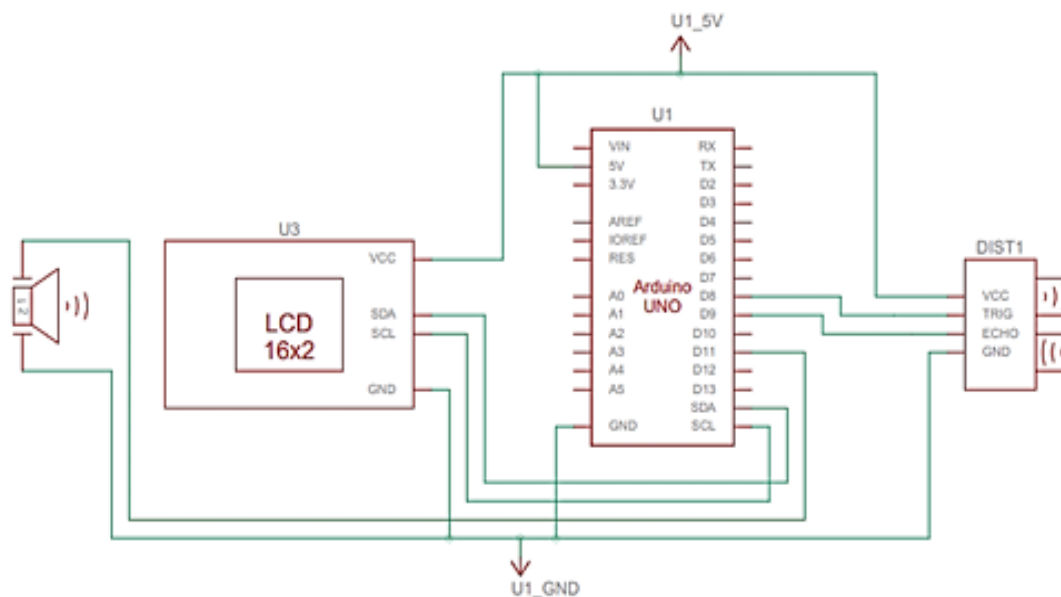 U1_5V
U1
VIN
5V
3.3V
AREF
IOREF
RES
A0
A1
A2
A3
A4
A5
GND
Arduino
UNO
RX
TX
D2
D3
D4
D5
D6
D7
D8
D9
D10
D11
D12
D13
SDA
SCL
U3
VCC
SDA
SCL
GND
LCD
16x2
1
2
DIST1
VCC
TRIG
ECHO
GND
U1_GND